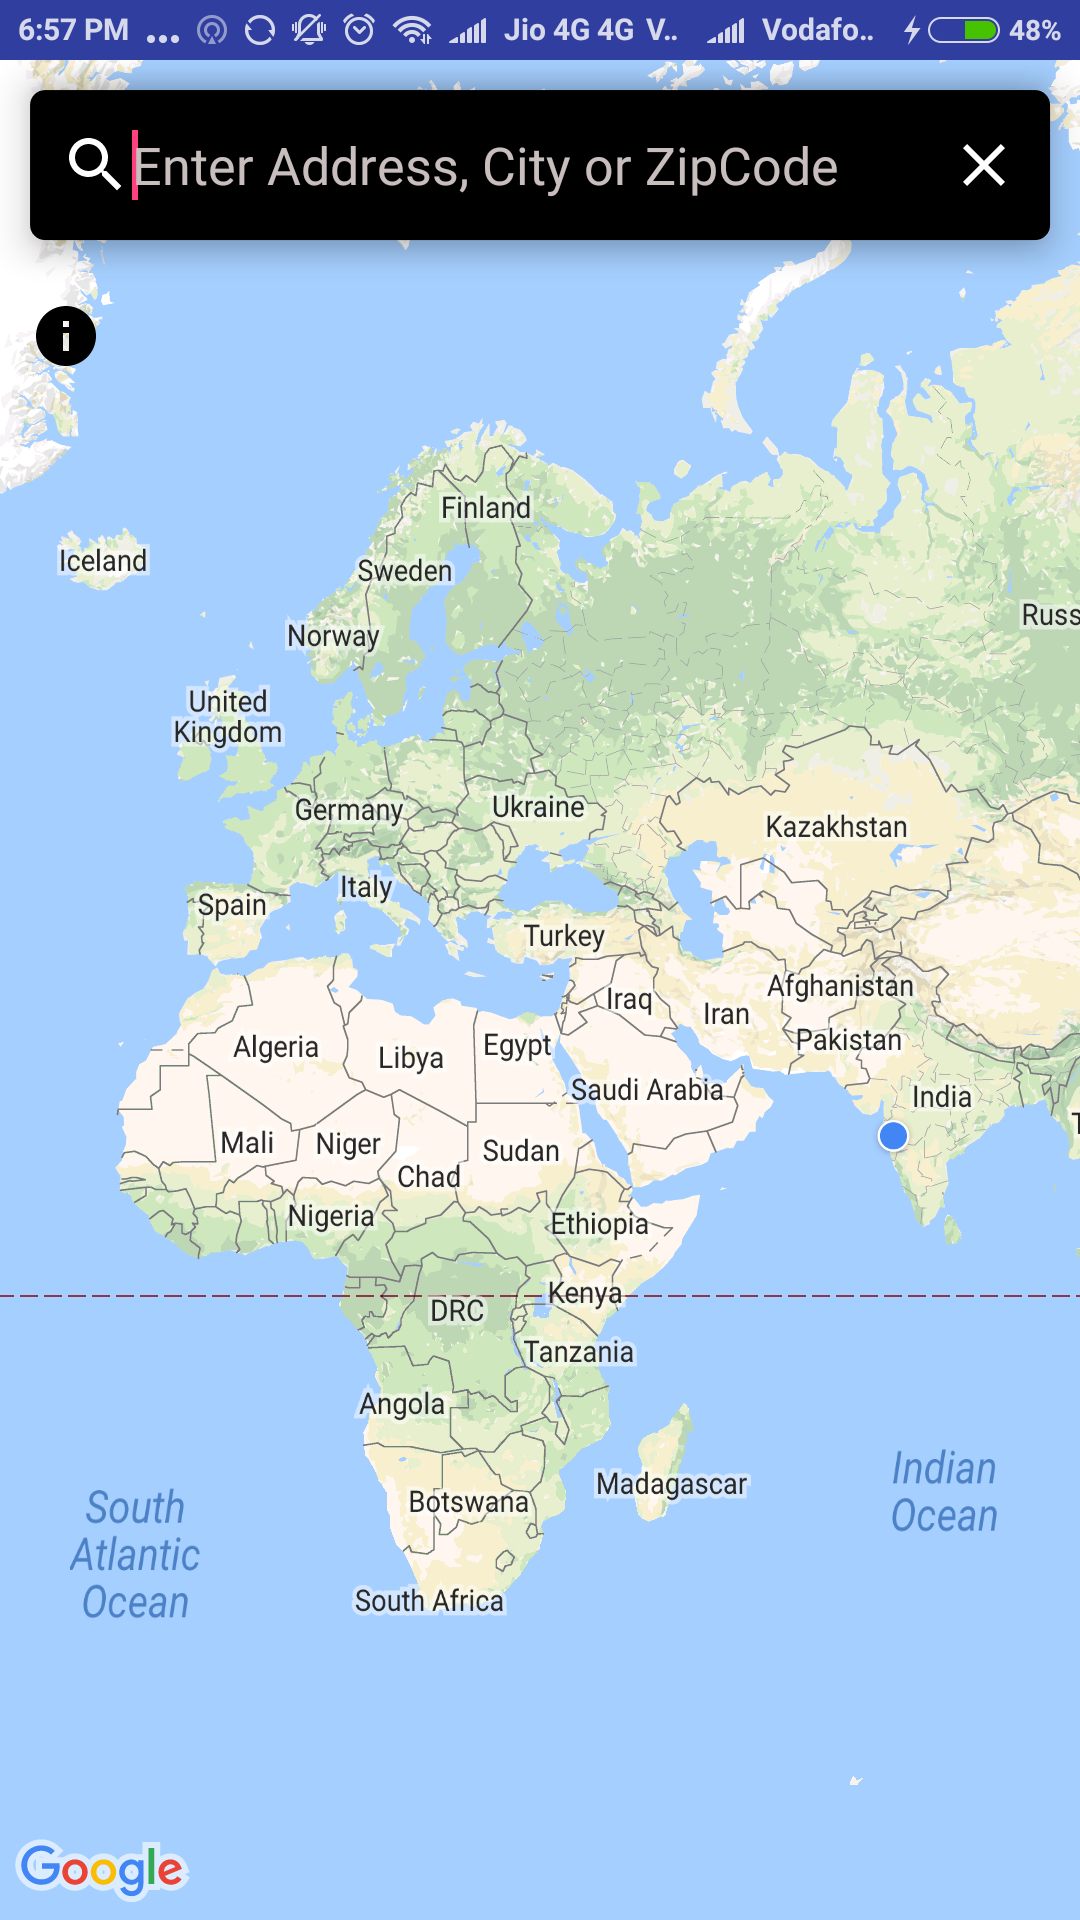 6:57 PM ... Jio 4G 4G V.. Vodafo.. 48%
Enter Address, City or ZipCode
i
Finland
Iceland
Sweden
Russ
Norway
United
Kingdom
Germany
Ukraine
Kazakhstan
Italy
Spain
Turkey
Afghanistan
Iraq
Iran
Pakistan
Algeria
Libya
Egypt
Saudi Arabia
India
T
Mali
Niger
Sudan
Chad
Nigeria
Ethiopia
Kenya
DRC
Tanzania
Angola
Madagascar
Botswana
Indian
Ocean
South
Atlantic
Ocean
South Africa
Google